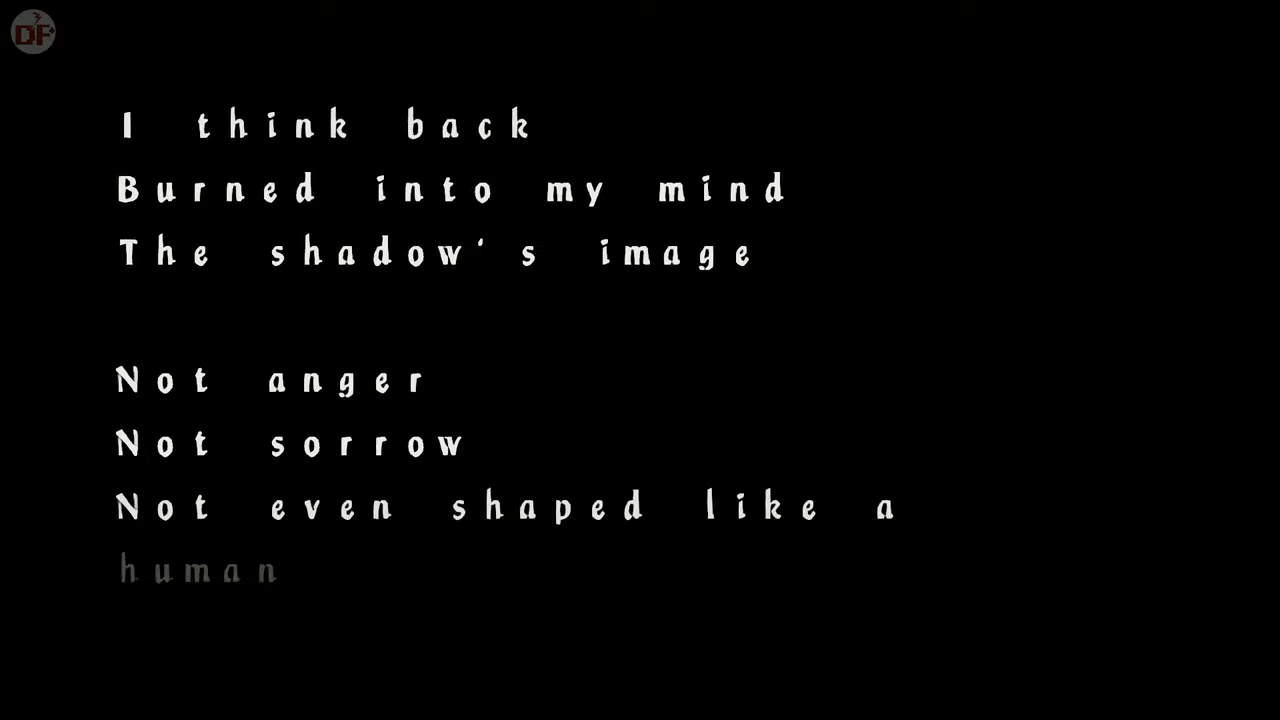 DF
I think back
Burned into my mind
The shadow's image
Not anger
Not sorrow
Not even shaped like a
human